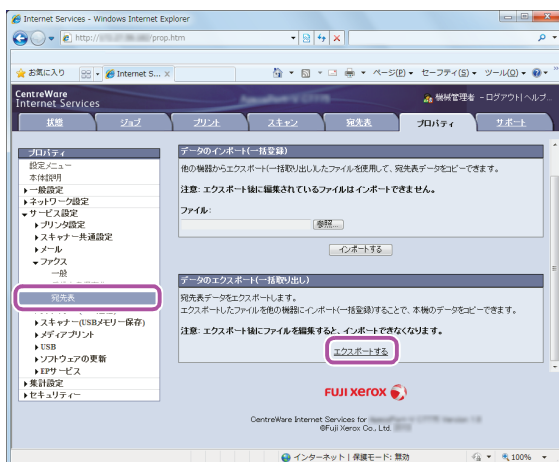 Internet Services - Windows Internet Explorer
http:// /prop.htm
お気に入り
Internet S...
ページ(P)
セーフティ(S)
ツール(O)
CentreWare
Internet Services
機械管理者 -ログアウト|ヘルプ...
状態
ジョブ
プリント
スキャン
宛先表
プロパティ
サポート
プロパティ
設定メニュー
本体説明
一般設定
ネットワーク設定
サービス設定
プリンタ設定
スキャナー共通設定
メール
ファクス
一般
宛先表
スキャナー(USBメモリー保存)
メディアプリント
USB
ソフトウェアの更新
EPサービス
集計設定
セキュリティー
データのインポート(一括登録)
他の機器からエクスポート(一括取り出し)したファイルを使用して、宛先表データをコピーできます。
注意: エクスポート後に編集されているファイルはインポートできません。
ファイル:
参照...
インポートする
データのエクスポート(一括取り出し)
宛先表データをエクスポートします。
エクスポートしたファイルを他の機器にインポート(一括登録)することで、本機のデータをコピーできます。
注意: エクスポート後にファイルを編集すると、インポートできなくなります。
エクスポートする
FUJI XEROX
CentreWare Internet Services for
©Fuji Xerox Co., Ltd.
インターネット | 保護モード: 無効
100%